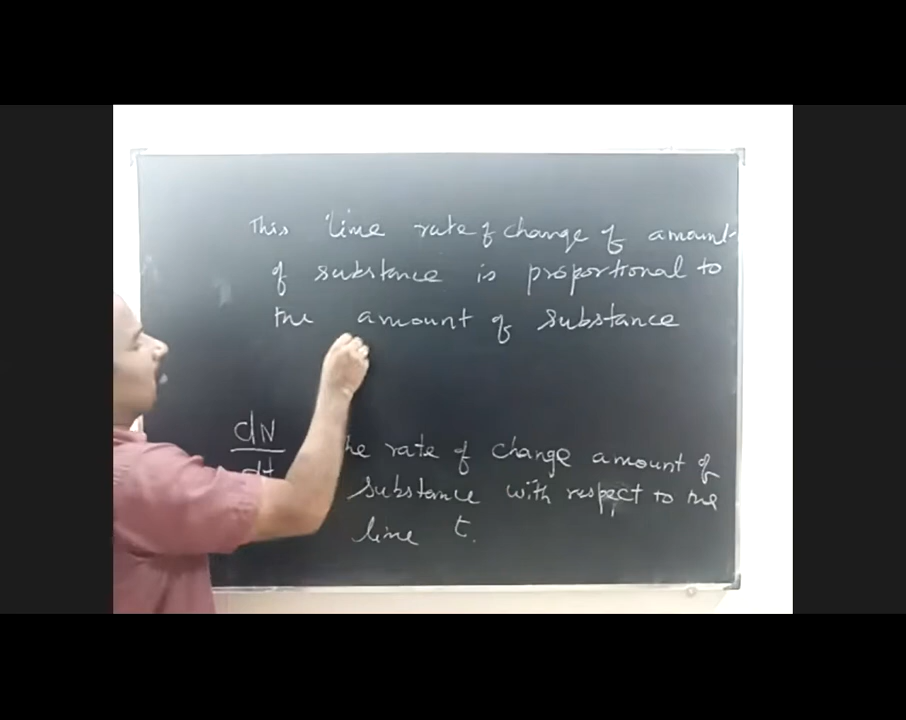 This time rate of change of amount
of substance is proportional to
the amount of substance
dN
dt
he rate of change amount of
substance with respect to the
time t.